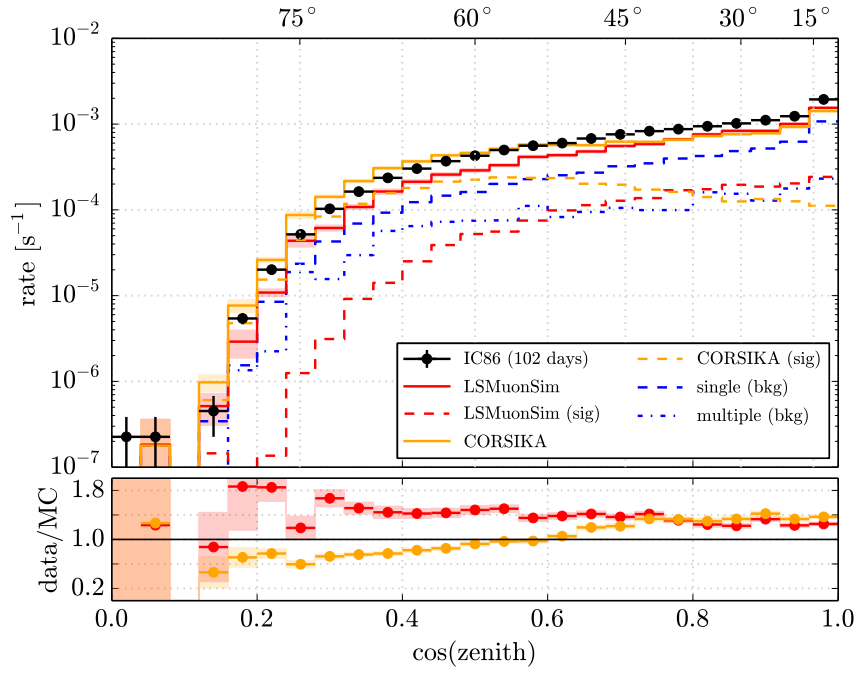 75° 60° 45° 30° 15°
10⁻²
10⁻³
10⁻⁴
10⁻⁵
10⁻⁶
10⁻⁷
rate [s⁻¹]
IC86 (102 days)
LSMuonSim
LSMuonSim (sig)
CORSIKA
CORSIKA (sig)
single (bkg)
multiple (bkg)
1.8
1.0
0.2
data/MC
0.0 0.2 0.4 0.6 0.8 1.0
cos(zenith)